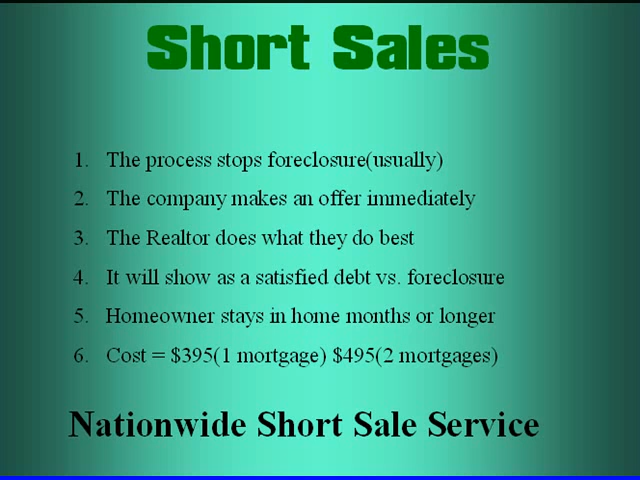 Short Sales
1. The process stops foreclosure(usually)
2. The company makes an offer immediately
3. The Realtor does what they do best
4. It will show as a satisfied debt vs. foreclosure
5. Homeowner stays in home months or longer
6. Cost = $395(1 mortgage) $495(2 mortgages)
Nationwide Short Sale Service